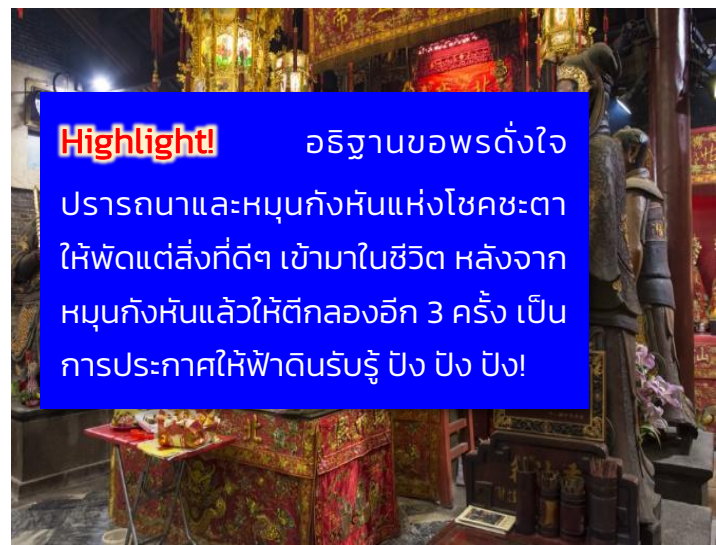 Highlight! อธิฐานขอพรดั่งใจ
ปรารถนาและหมุนกังหันแห่งโชคชะตา
ให้พัดแต่สิ่งที่ดีๆ เข้ามาในชีวิต หลังจาก
หมุนกังหันแล้วให้ตีกลองอีก 3 ครั้ง เป็น
การประกาศให้ฟ้าดินรับรู้ ปัง ปัง ปัง!